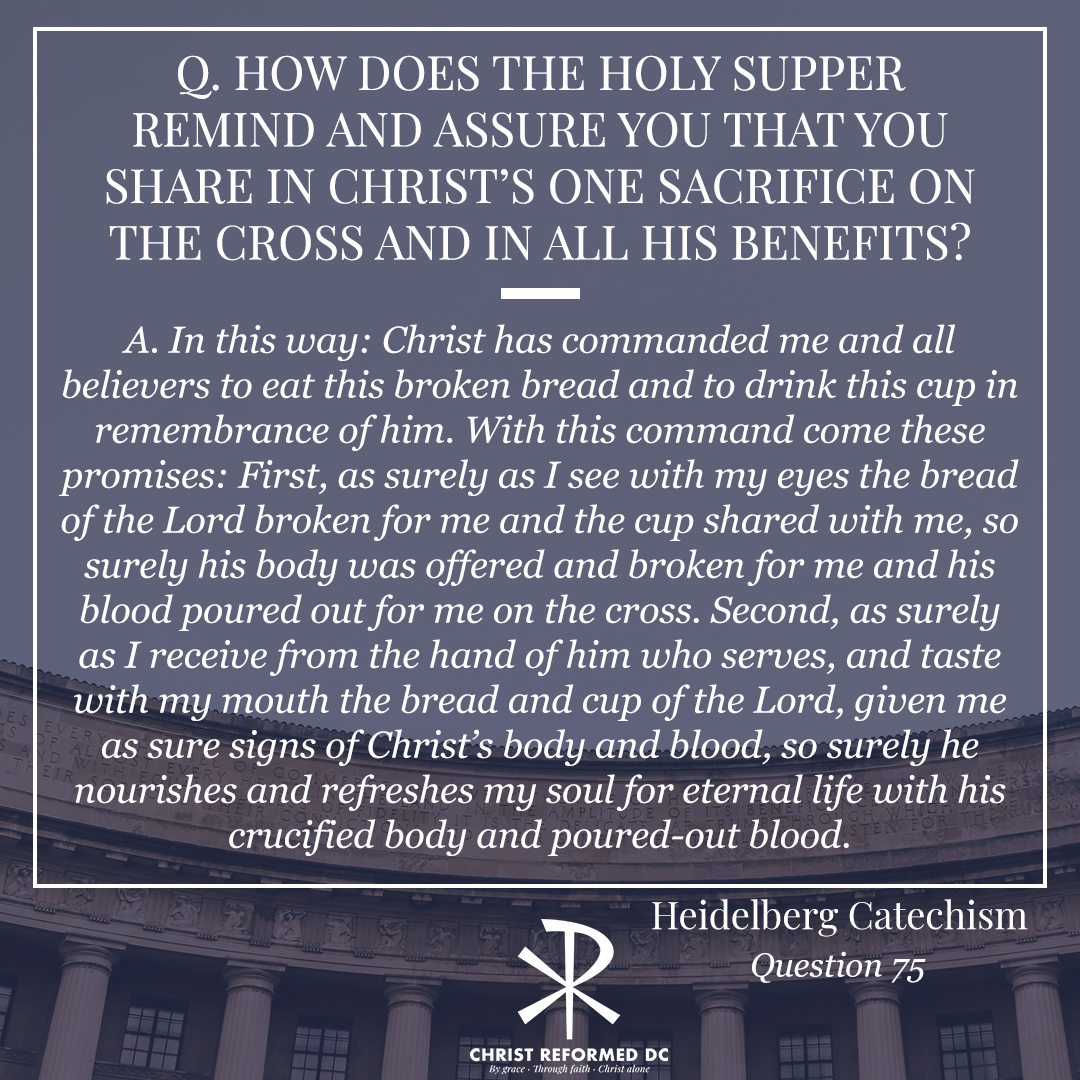 Q. HOW DOES THE HOLY SUPPER
REMIND AND ASSURE YOU THAT YOU
SHARE IN CHRIST’S ONE SACRIFICE ON
THE CROSS AND IN ALL HIS BENEFITS?
A. In this way: Christ has commanded me and all
believers to eat this broken bread and to drink this cup in
remembrance of him. With this command come these
promises: First, as surely as I see with my eyes the bread
of the Lord broken for me and the cup shared with me, so
surely his body was offered and broken for me and his
blood poured out for me on the cross. Second, as surely
as I receive from the hand of him who serves, and taste
with my mouth the bread and cup of the Lord, given me
as sure signs of Christ’s body and blood, so surely he
nourishes and refreshes my soul for eternal life with his
crucified body and poured-out blood.
Heidelberg Catechism
Question 75
CHRIST REFORMED DC
By grace · Through faith · Christ alone